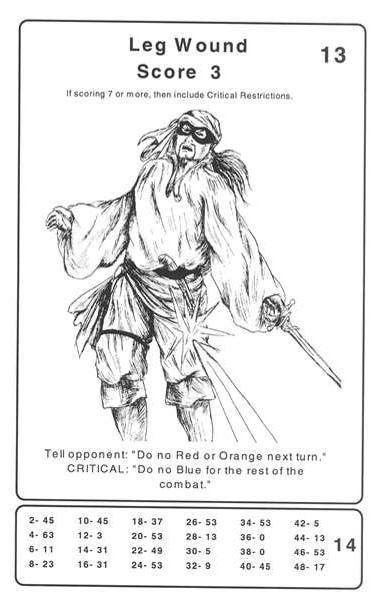 Leg Wound
13
Score 3
If scoring 7 or more, then include Critical Restrictions.
Tell opponent: "Do no Red or Orange next turn."
CRITICAL: "Do no Blue for the rest of the
combat."
2- 45 10- 45 18- 37 26- 53 34- 53 42- 5
4- 63 12- 3 20- 53 28- 13 36- 0 44- 13
6- 11 14- 31 22- 49 30- 5 38- 0 46- 53
8- 23 16- 31 24- 53 32- 9 40- 45 48- 17
14